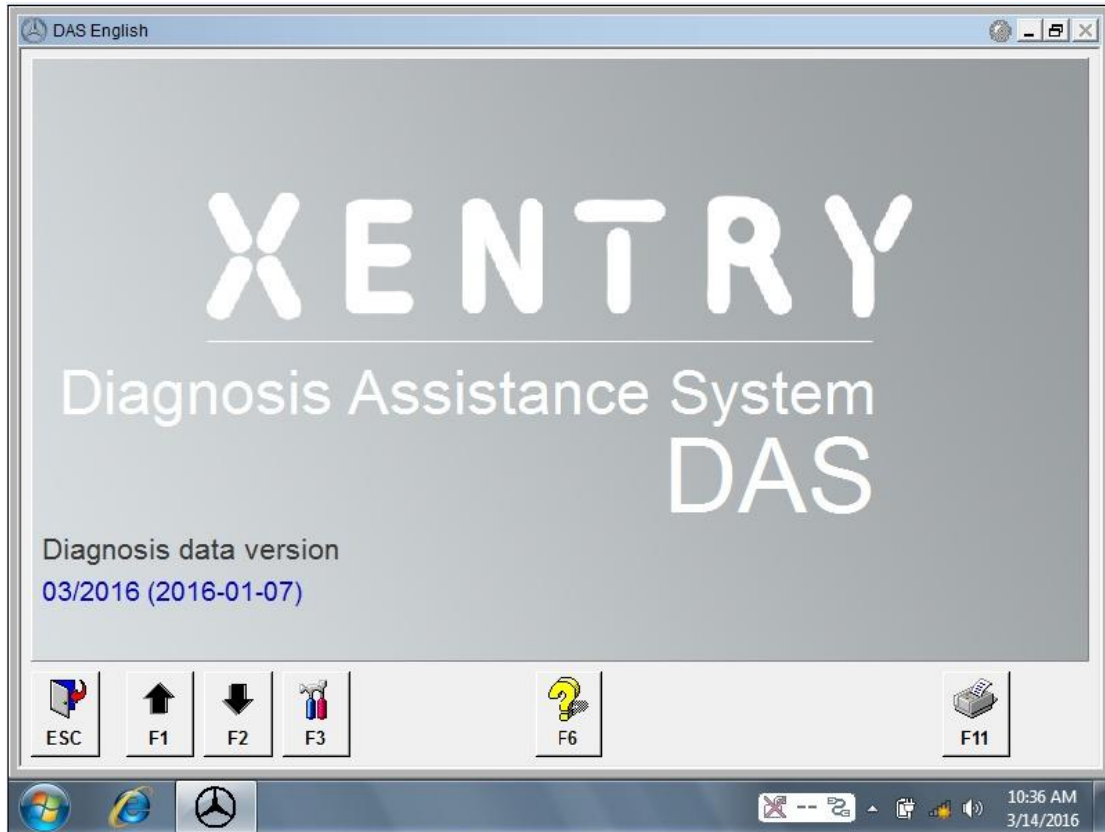 DAS English
XENTRY
Diagnosis Assistance System
DAS
Diagnosis data version
03/2016 (2016-01-07)
ESC F1 F2 F3 F6 F11
--
10:36 AM
3/14/2016